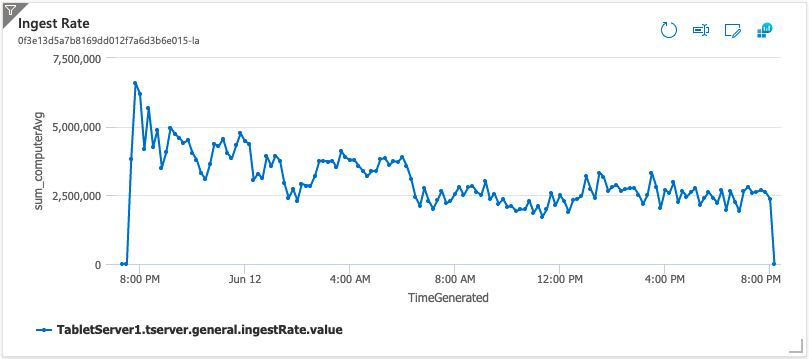 Ingest Rate
0f3e13d5a7b8169dd012f7a6d3b6e015-la
7,500,000
5,000,000
2,500,000
0
sum_computerAvg
8:00 PM Jun 12 4:00 AM 8:00 AM 12:00 PM 4:00 PM 8:00 PM
TimeGenerated
TabletServer1.tserver.general.ingestRate.value